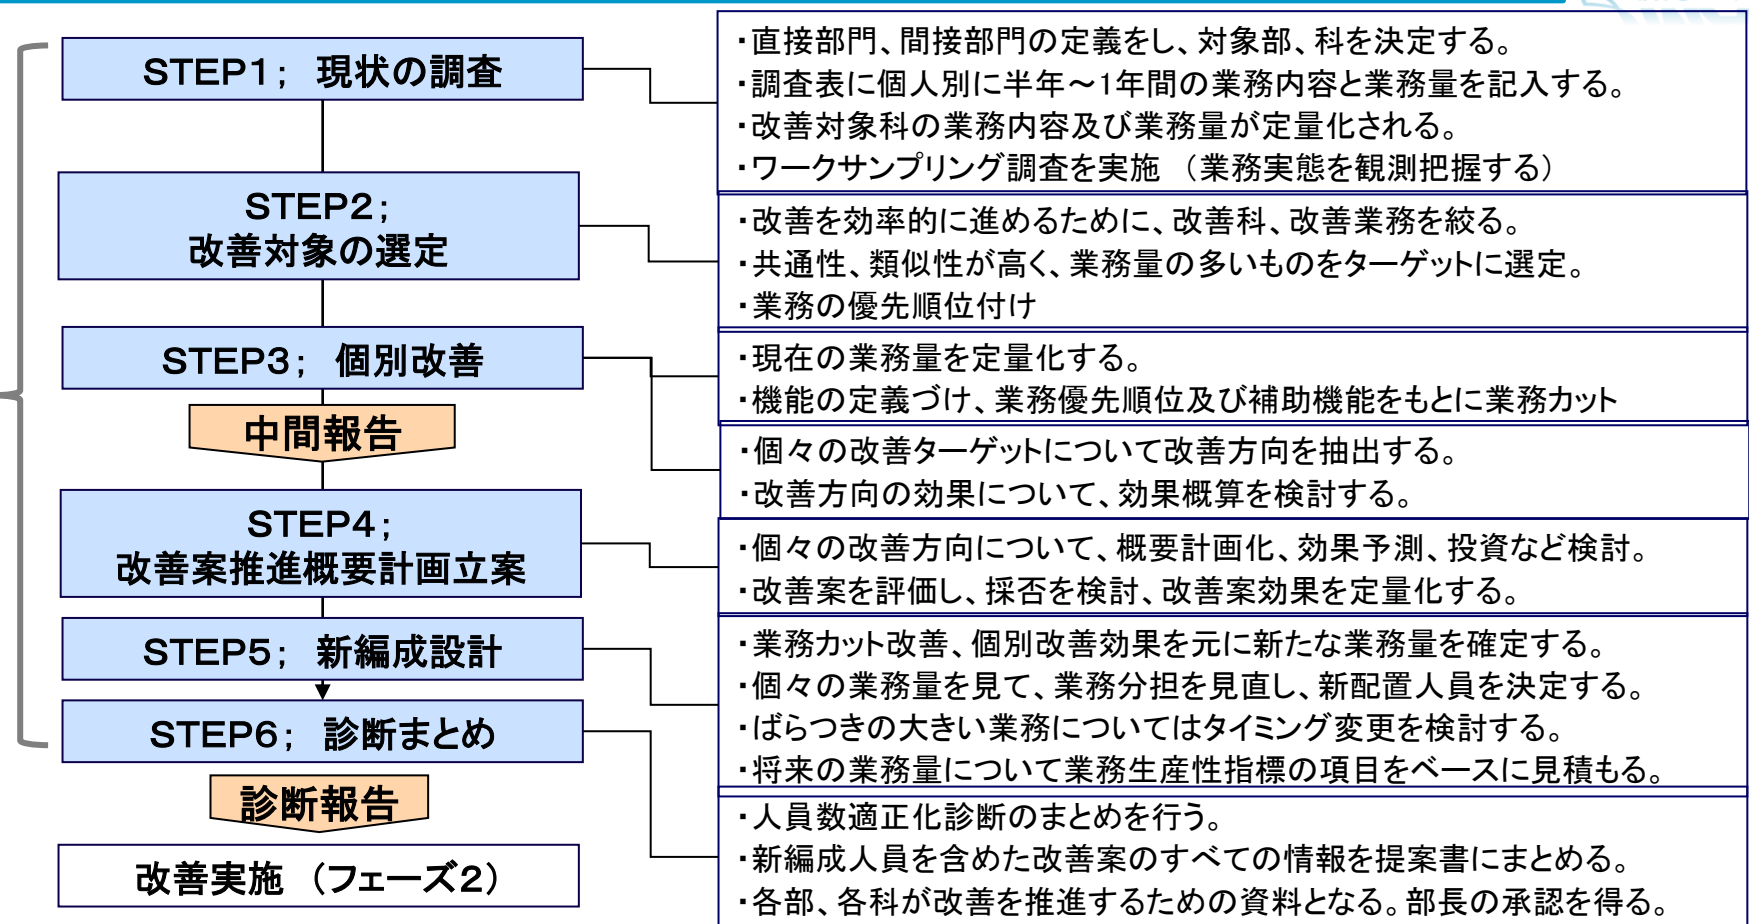 STEP1； 現状の調査
・直接部門、間接部門の定義をし、対象部、科を決定する。
・調査表に個人別に半年～1年間の業務内容と業務量を記入する。
・改善対象科の業務内容及び業務量が定量化される。
・ワークサンプリング調査を実施 （業務実態を観測把握する）
STEP2；
改善対象の選定
・改善を効率的に進めるために、改善科、改善業務を絞る。
・共通性、類似性が高く、業務量の多いものをターゲットに選定。
・業務の優先順位付け
STEP3； 個別改善
・現在の業務量を定量化する。
・機能の定義づけ、業務優先順位及び補助機能をもとに業務カット
中間報告
・個々の改善ターゲットについて改善方向を抽出する。
・改善方向の効果について、効果概算を検討する。
STEP4；
改善案推進概要計画立案
・個々の改善方向について、概要計画化、効果予測、投資など検討。
・改善案を評価し、採否を検討、改善案効果を定量化する。
STEP5； 新編成設計
・業務カット改善、個別改善効果を元に新たな業務量を確定する。
・個々の業務量を見て、業務分担を見直し、新配置人員を決定する。
・ばらつきの大きい業務についてはタイミング変更を検討する。
・将来の業務量について業務生産性指標の項目をベースに見積もる。
STEP6； 診断まとめ
・人員数適正化診断のまとめを行う。
・新編成人員を含めた改善案のすべての情報を提案書にまとめる。
・各部、各科が改善を推進するための資料となる。部長の承認を得る。
診断報告
改善実施 （フェーズ２）